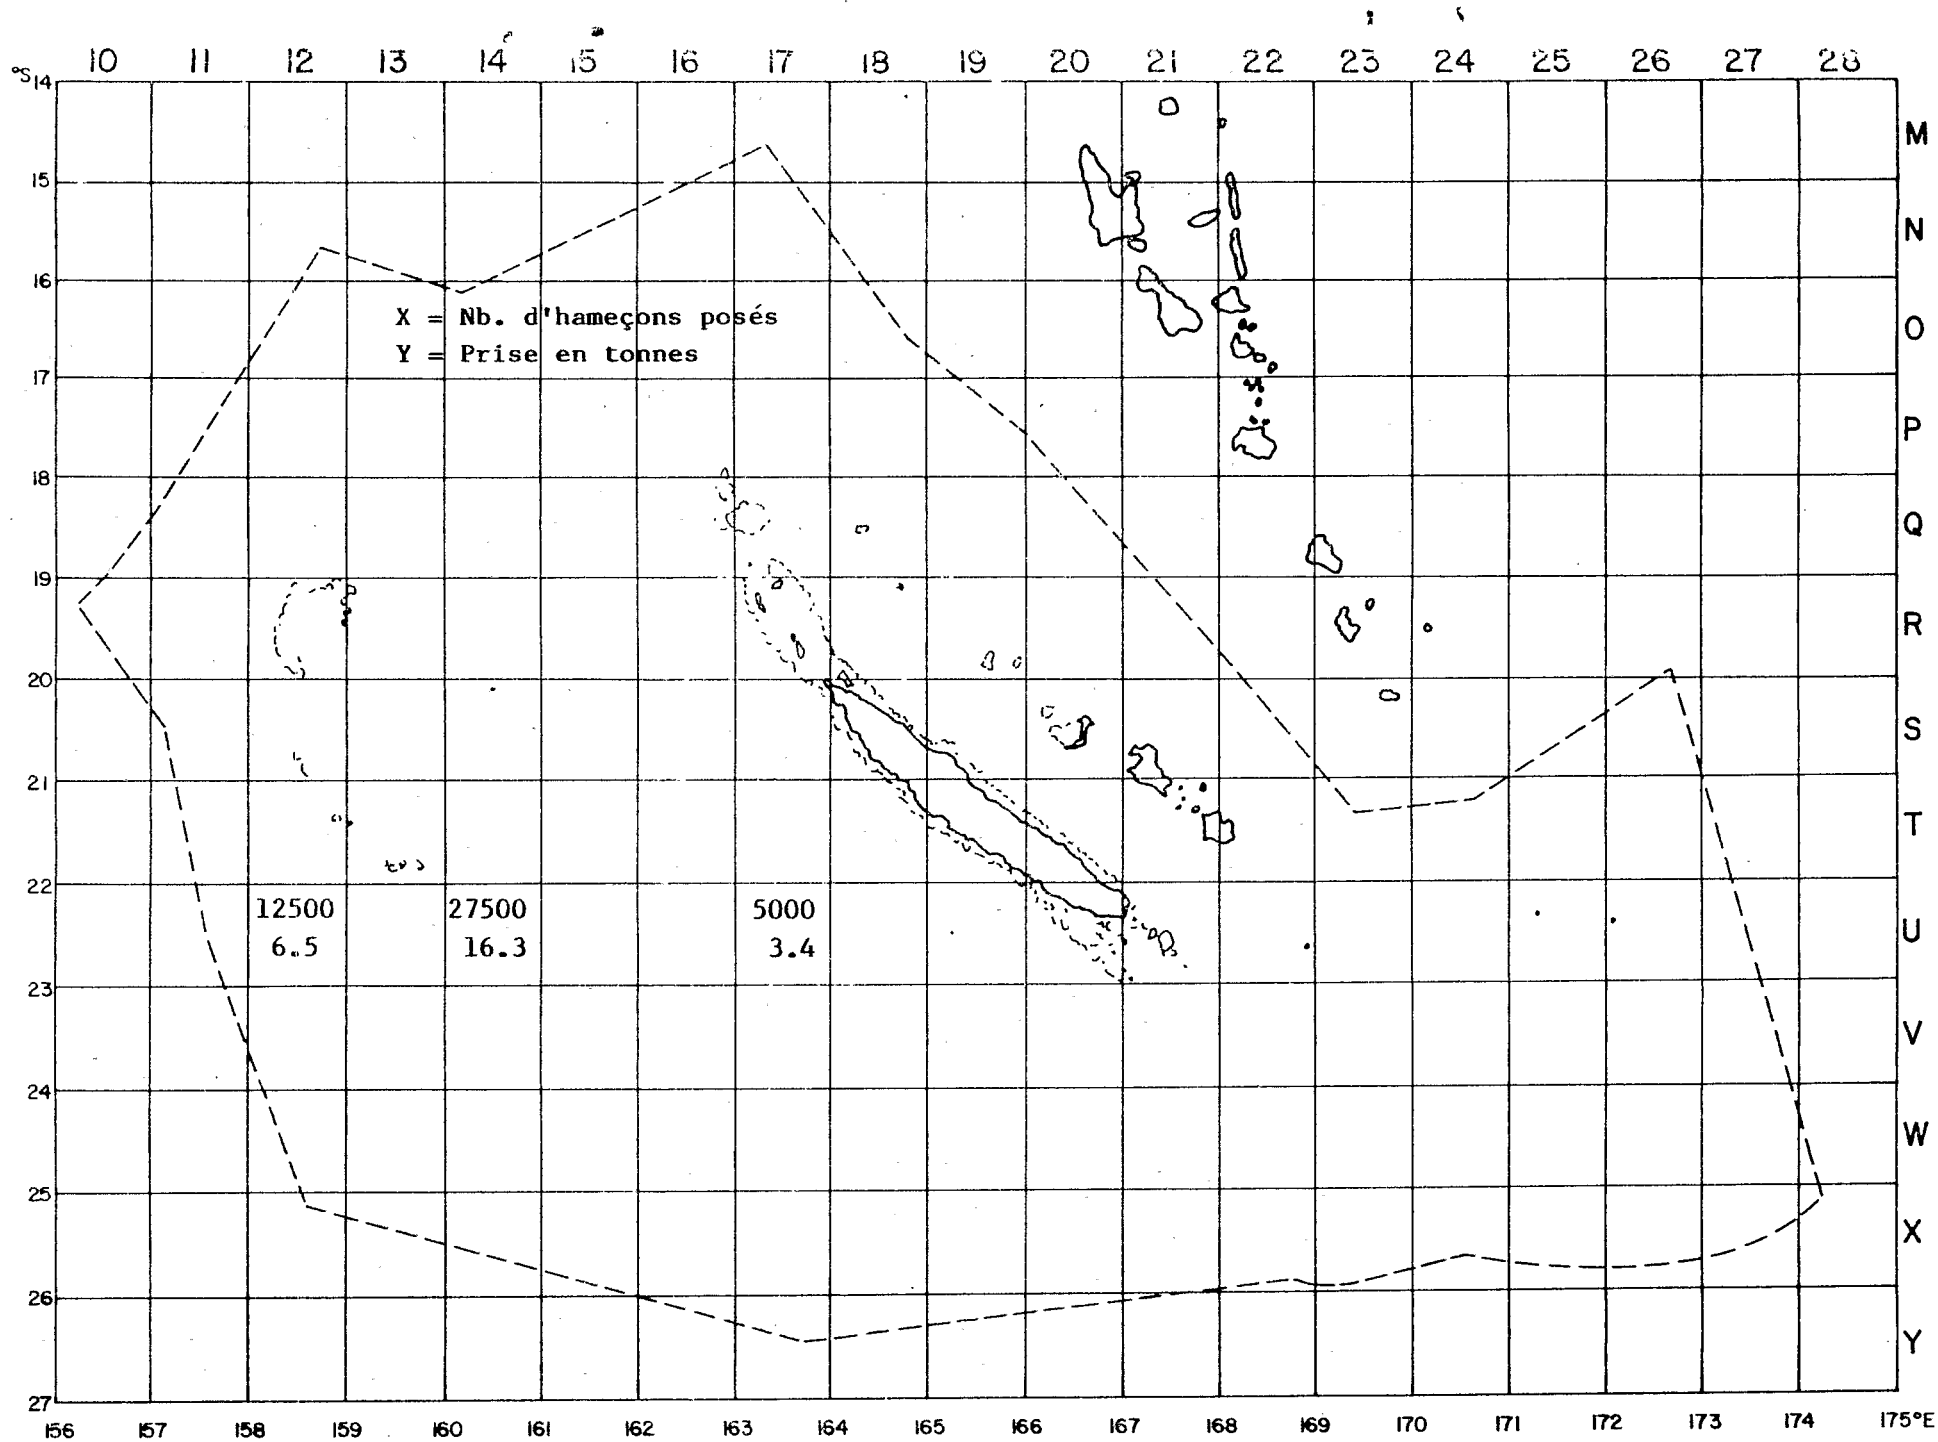 10 11 12 13 14 15 16 17 18 19 20 21 22 23 24 25 26 27 28
°S 14
M
15
N
16
X = Nb. d'hameçons posés
O
Y = Prise en tonnes
17
P
18
Q
19
R
20
S
21
T
22
12500 27500 5000
U
6.5 16.3 3.4
23
V
24
W
25
X
26
Y
27
156 157 158 159 160 161 162 163 164 165 166 167 168 169 170 171 172 173 174 175°E